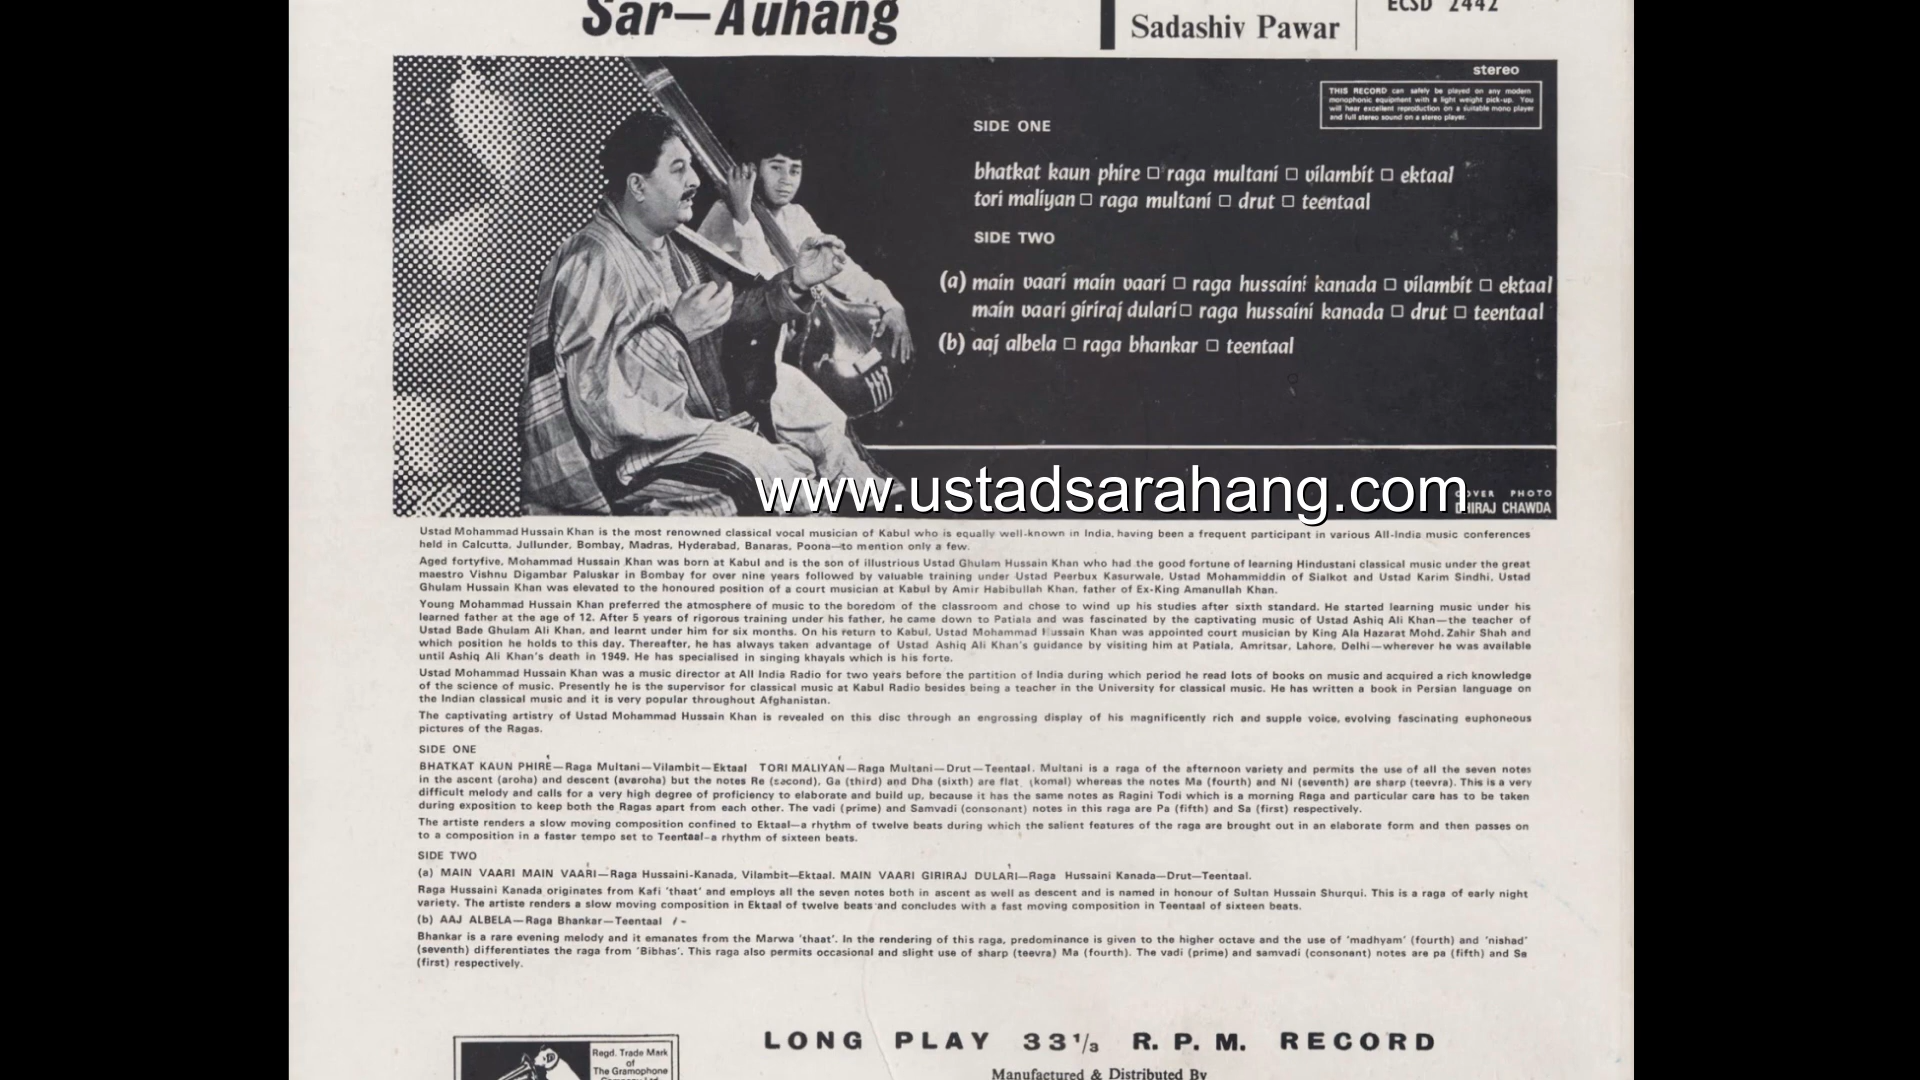 Sar—Auhang
Sadashiv Pawar
ECSD 2442
stereo
THIS RECORD can safely be played on any modern
monophonic equipment with a light weight pick-up. You
will hear excellent reproduction on a suitable mono player
and full stereo sound on a stereo player.
SIDE ONE
bhatkat kaun phire □ raga multani □ vilambit □ ektaal
tori maliyan □ raga multani □ drut □ teentaal
SIDE TWO
(a) main vaari main vaari □ raga hussaini kanada □ vilambit □ ektaal
main vaari giriraj dulari □ raga hussaini kanada □ drut □ teentaal
(b) aaj albela □ raga bhankar □ teentaal
www.ustadsarahang.com
COVER PHOTO
DHIRAJ CHAWDA
Ustad Mohammad Hussain Khan is the most renowned classical vocal musician of Kabul who is equally well-known in India, having been a frequent participant in various All-India music conferences
held in Calcutta, Jullunder, Bombay, Madras, Hyderabad, Banaras, Poona—to mention only a few.
Aged fortyfive, Mohammad Hussain Khan was born at Kabul and is the son of illustrious Ustad Ghulam Hussain Khan who had the good fortune of learning Hindustani classical music under the great
maestro Vishnu Digambar Paluskar in Bombay for over nine years followed by valuable training under Ustad Peerbux Kasurwale, Ustad Mohammiddin of Sialkot and Ustad Karim Sindhi, Ustad
Ghulam Hussain Khan was elevated to the honoured position of a court musician at Kabul by Amir Habibullah Khan, father of Ex-King Amanullah Khan.
Young Mohammad Hussain Khan preferred the atmosphere of music to the boredom of the classroom and chose to wind up his studies after sixth standard. He started learning music under his
learned father at the age of 12. After 5 years of rigorous training under his father, he came down to Patiala and was fascinated by the captivating music of Ustad Ashiq Ali Khan—the teacher of
Ustad Bade Ghulam Ali Khan, and learnt under him for six months. On his return to Kabul, Ustad Mohammad Hussain Khan was appointed court musician by King Ala Hazarat Mohd. Zahir Shah and
which position he holds to this day. Thereafter, he has always taken advantage of Ustad Ashiq Ali Khan's guidance by visiting him at Patiala, Amritsar, Lahore, Delhi—wherever he was available
until Ashiq Ali Khan's death in 1949. He has specialised in singing khayals which is his forte.
Ustad Mohammad Hussain Khan was a music director at All India Radio for two years before the partition of India during which period he read lots of books on music and acquired a rich knowledge
of the science of music. Presently he is the supervisor for classical music at Kabul Radio besides being a teacher in the University for classical music. He has written a book in Persian language on
the Indian classical music and it is very popular throughout Afghanistan.
The captivating artistry of Ustad Mohammad Hussain Khan is revealed on this disc through an engrossing display of his magnificently rich and supple voice, evolving fascinating euphoneous
pictures of the Ragas.
SIDE ONE
BHATKAT KAUN PHIRE—Raga Multani—Vilambit—Ektaal TORI MALIYAN—Raga Multani—Drut—Teentaal. Multani is a raga of the afternoon variety and permits the use of all the seven notes
in the ascent (aroha) and descent (avaroha) but the notes Re (second), Ga (third) and Dha (sixth) are flat (komal) whereas the notes Ma (fourth) and Ni (seventh) are sharp (teevra). This is a very
difficult melody and calls for a very high degree of proficiency to elaborate and build up, because it has the same notes as Ragini Todi which is a morning Raga and particular care has to be taken
during exposition to keep both the Ragas apart from each other. The vadi (prime) and Samvadi (consonant) notes in this raga are Pa (fifth) and Sa (first) respectively.
The artiste renders a slow moving composition confined to Ektaal—a rhythm of twelve beats during which the salient features of the raga are brought out in an elaborate form and then passes on
to a composition in a faster tempo set to Teentaal—a rhythm of sixteen beats.
SIDE TWO
(a) MAIN VAARI MAIN VAARI—Raga Hussaini-Kanada, Vilambit—Ektaal. MAIN VAARI GIRIRAJ DULARI—Raga Hussaini Kanada—Drut—Teentaal.
Raga Hussaini Kanada originates from Kafi 'thaat' and employs all the seven notes both in ascent as well as descent and is named in honour of Sultan Hussain Shurqui. This is a raga of early night
variety. The artiste renders a slow moving composition in Ektaal of twelve beats and concludes with a fast moving composition in Teentaal of sixteen beats.
(b) AAJ ALBELA—Raga Bhankar—Teentaal
Bhankar is a rare evening melody and it emanates from the Marwa 'thaat'. In the rendering of this raga, predominance is given to the higher octave and the use of 'madhyam' (fourth) and 'nishad'
(seventh) differentiates the raga from 'Bibhas'. This raga also permits occasional and slight use of sharp (teevra) Ma (fourth). The vadi (prime) and samvadi (consonant) notes are pa (fifth) and Sa
(first) respectively.
LONG PLAY 33 1/3 R. P. M. RECORD
Regd. Trade Mark
of
The Gramophone
Company Ltd.
Manufactured & Distributed By